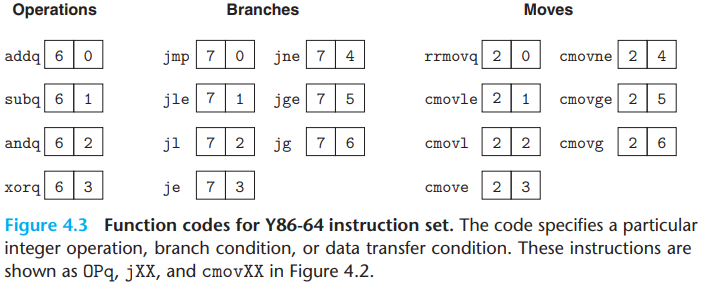 Operations Branches Moves
addq 6 0 jmp 7 0 jne 7 4 rrmovq 2 0 cmovne 2 4
subq 6 1 jle 7 1 jge 7 5 cmovle 2 1 cmovge 2 5
andq 6 2 jl 7 2 jg 7 6 cmovl 2 2 cmovg 2 6
xorq 6 3 je 7 3 cmove 2 3
Figure 4.3 Function codes for Y86-64 instruction set. The code specifies a particular
integer operation, branch condition, or data transfer condition. These instructions are
shown as OPq, jXX, and cmovXX in Figure 4.2.